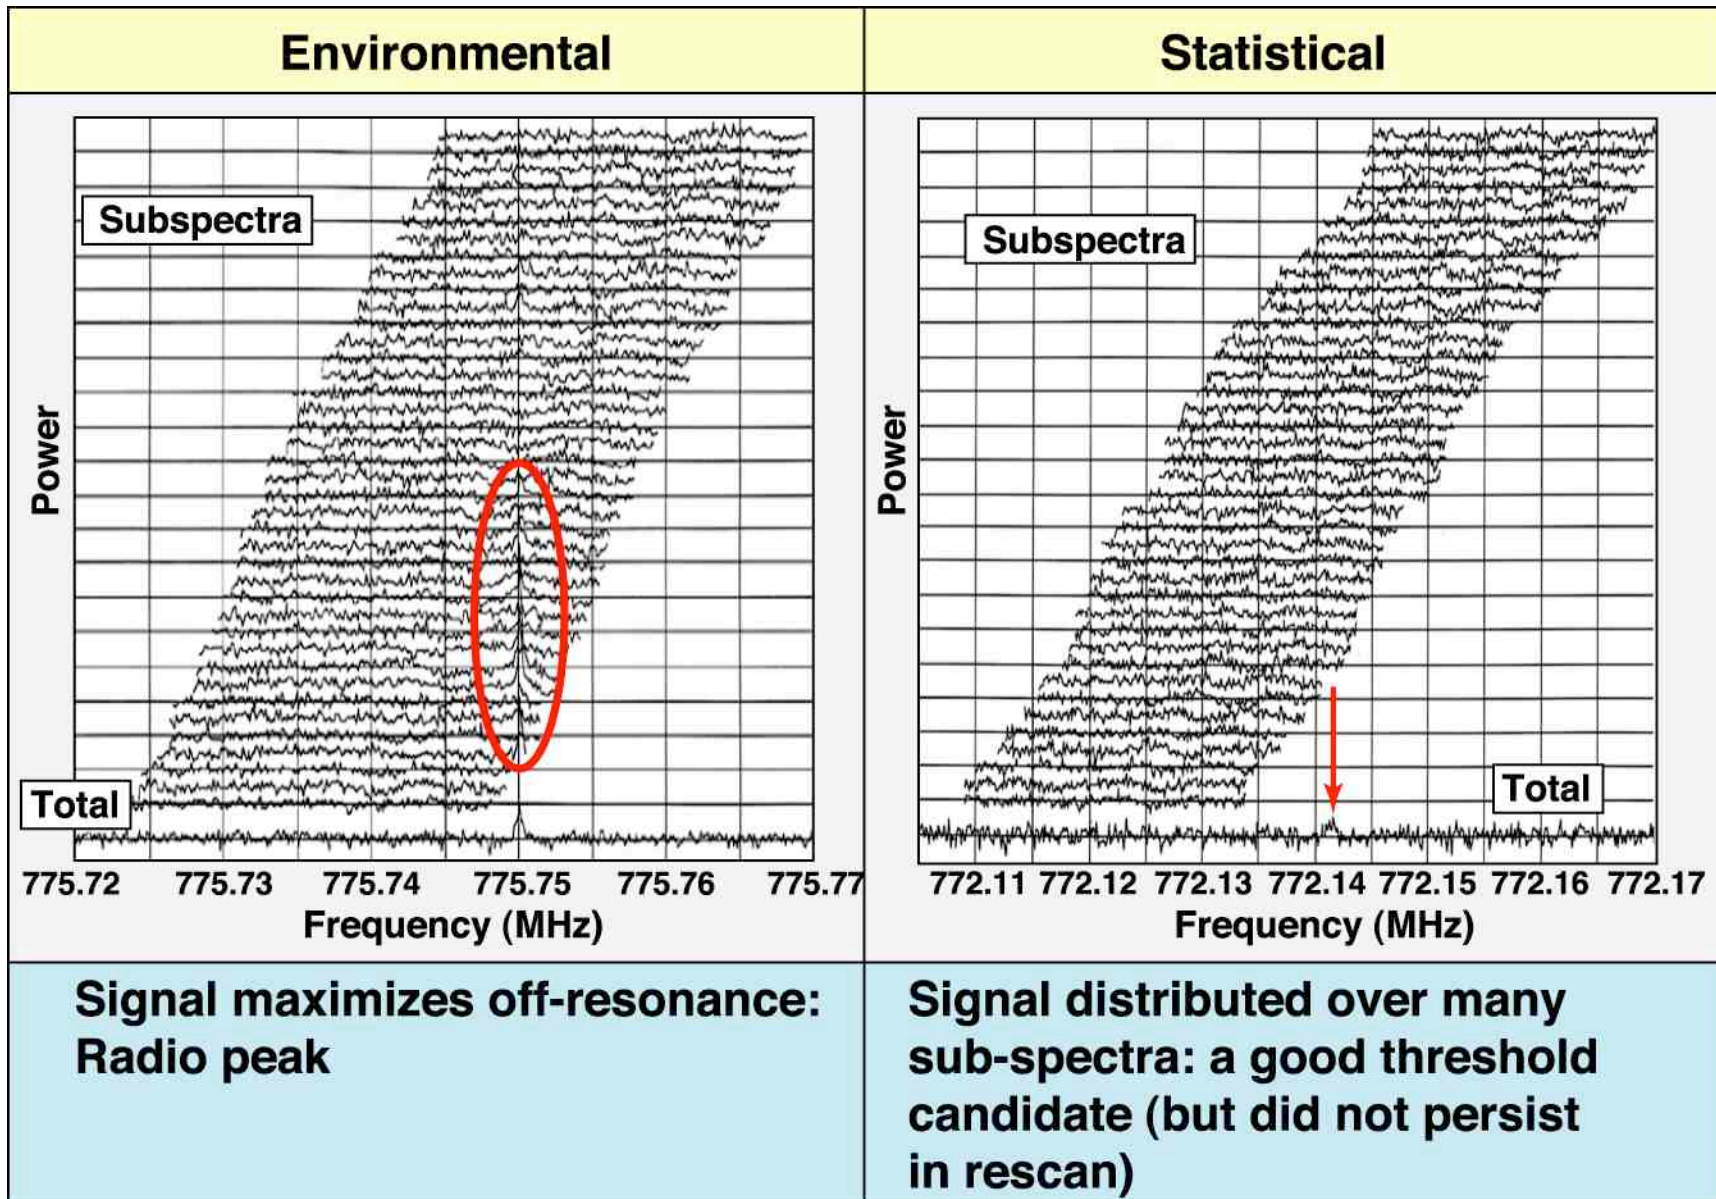 Environmental
Statistical
Subspectra
Power
Total
775.72 775.73 775.74 775.75 775.76 775.77
Frequency (MHz)
Subspectra
Power
Total
772.11 772.12 772.13 772.14 772.15 772.16 772.17
Frequency (MHz)
Signal maximizes off-resonance:
Radio peak
Signal distributed over many
sub-spectra: a good threshold
candidate (but did not persist
in rescan)